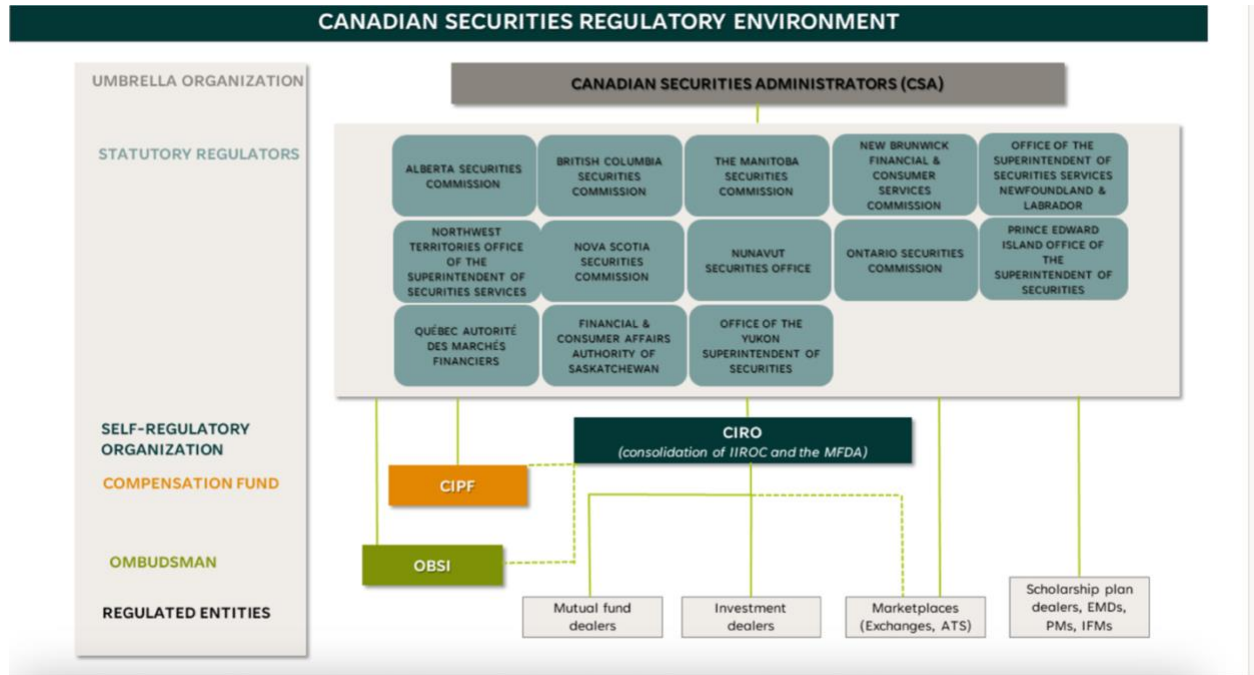 CANADIAN SECURITIES REGULATORY ENVIRONMENT
UMBRELLA ORGANIZATION
CANADIAN SECURITIES ADMINISTRATORS (CSA)
STATUTORY REGULATORS
ALBERTA SECURITIES
COMMISSION
BRITISH COLUMBIA
SECURITIES
COMMISSION
THE MANITOBA
SECURITIES
COMMISSION
NEW BRUNSWICK
FINANCIAL &
CONSUMER
SERVICES
COMMISSION
OFFICE OF THE
SUPERINTENDENT OF
SECURITIES SERVICES
NEWFOUNDLAND &
LABRADOR
NORTHWEST
TERRITORIES OFFICE
OF THE
SUPERINTENDENT OF
SECURITIES SERVICES
NOVA SCOTIA
SECURITIES
COMMISSION
NUNAVUT
SECURITIES OFFICE
ONTARIO SECURITIES
COMMISSION
PRINCE EDWARD
ISLAND OFFICE OF
THE
SUPERINTENDENT OF
SECURITIES
QUÉBEC AUTORITÉ
DES MARCHÉS
FINANCIERS
FINANCIAL &
CONSUMER AFFAIRS
AUTHORITY OF
SASKATCHEWAN
OFFICE OF THE
YUKON
SUPERINTENDENT OF
SECURITIES
SELF-REGULATORY
ORGANIZATION
CIRO
(consolidation of IIROC and the MFDA)
COMPENSATION FUND
CIPF
OMBUDSMAN
OBSI
REGULATED ENTITIES
Mutual fund
dealers
Investment
dealers
Marketplaces
(Exchanges, ATS)
Scholarship plan
dealers, EMDs,
PMs, IFMs